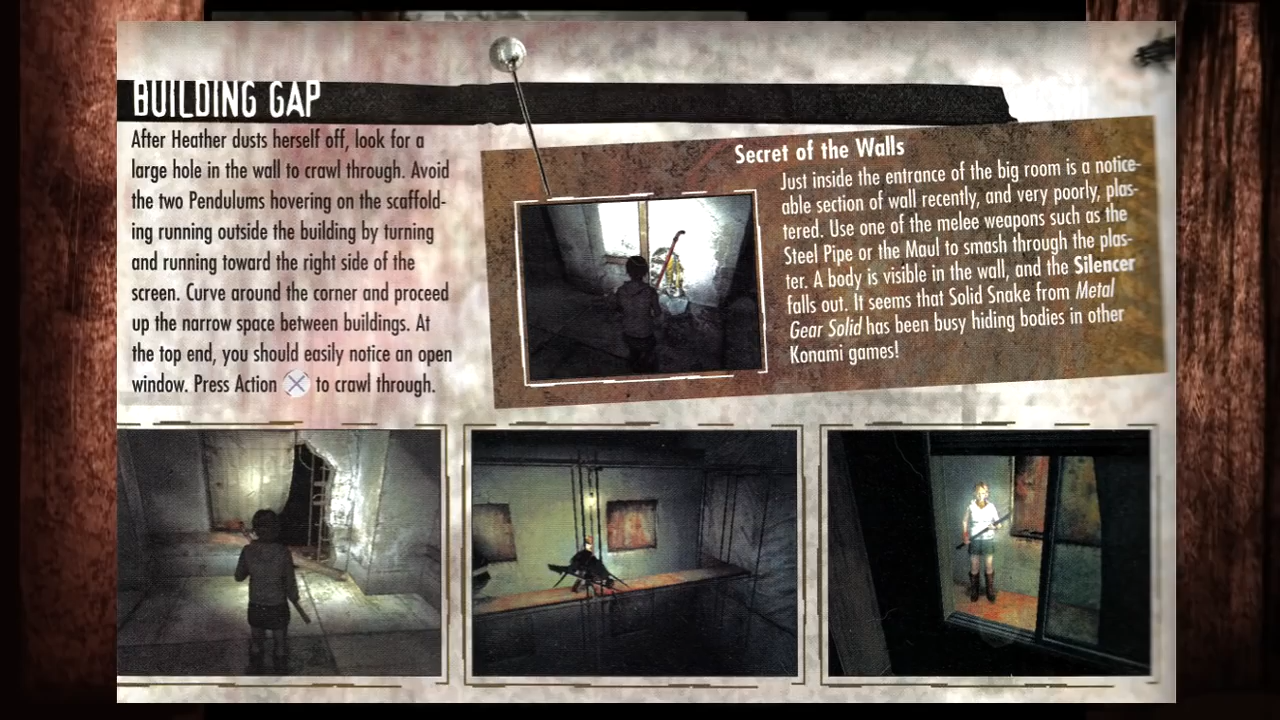 BUILDING GAP
After Heather dusts herself off, look for a
large hole in the wall to crawl through. Avoid
the two Pendulums hovering on the scaffold-
ing running outside the building by turning
and running toward the right side of the
screen. Curve around the corner and proceed
up the narrow space between buildings. At
the top end, you should easily notice an open
window. Press Action to crawl through.
Secret of the Walls
Just inside the entrance of the big room is a notice-
able section of wall recently, and very poorly, plas-
tered. Use one of the melee weapons such as the
Steel Pipe or the Maul to smash through the plas-
ter. A body is visible in the wall, and the Silencer
falls out. It seems that Solid Snake from Metal
Gear Solid has been busy hiding bodies in other
Konami games!